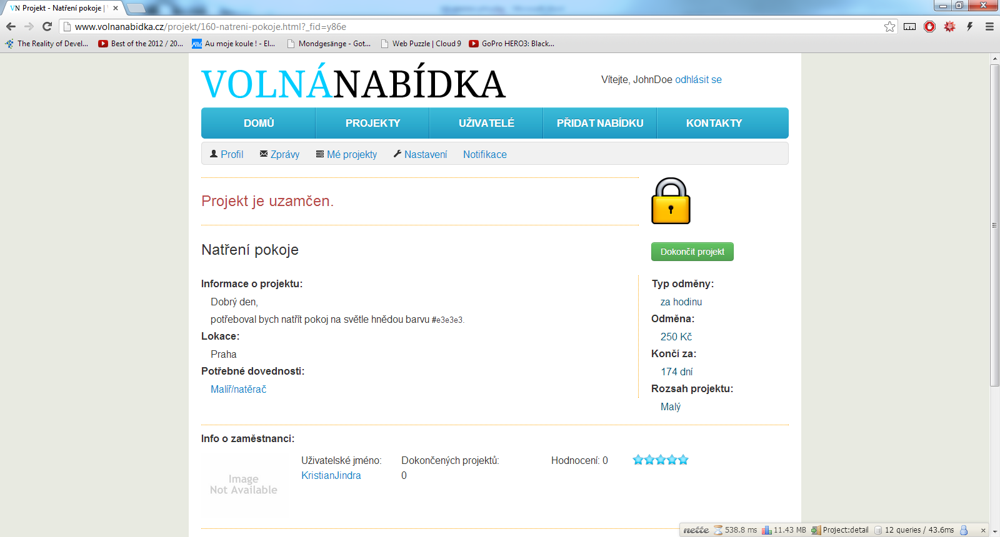 VN Projekt - Natření pokoje |
www.volnanabidka.cz/projekt/160-natreni-pokoje.html?_fid=y86e
The Reality of Devel... Best of the 2012 / 20... Au moje koule ! - El... Mondgesänge - Got... Web Puzzle | Cloud 9 GoPro HERO3: Black...
VOLNÁNABÍDKA
Vítejte, JohnDoe odhlásit se
DOMŮ PROJEKTY UŽIVATELÉ PŘIDAT NABÍDKU KONTAKTY
Profil Zprávy Mé projekty Nastavení Notifikace
Projekt je uzamčen.
Natření pokoje
Dokončit projekt
Informace o projektu:
Dobrý den,
potřeboval bych natřít pokoj na světle hnědou barvu #e3e3e3.
Lokace:
Praha
Potřebné dovednosti:
Malíř/natěrač
Typ odměny:
za hodinu
Odměna:
250 Kč
Končí za:
174 dní
Rozsah projektu:
Malý
Info o zaměstnanci:
Image
Not Available
Uživatelské jméno:
KristianJindra
Dokončených projektů:
0
Hodnocení: 0
nette 538.8 ms 11.43 MB Project:detail 12 queries / 43.6ms ×